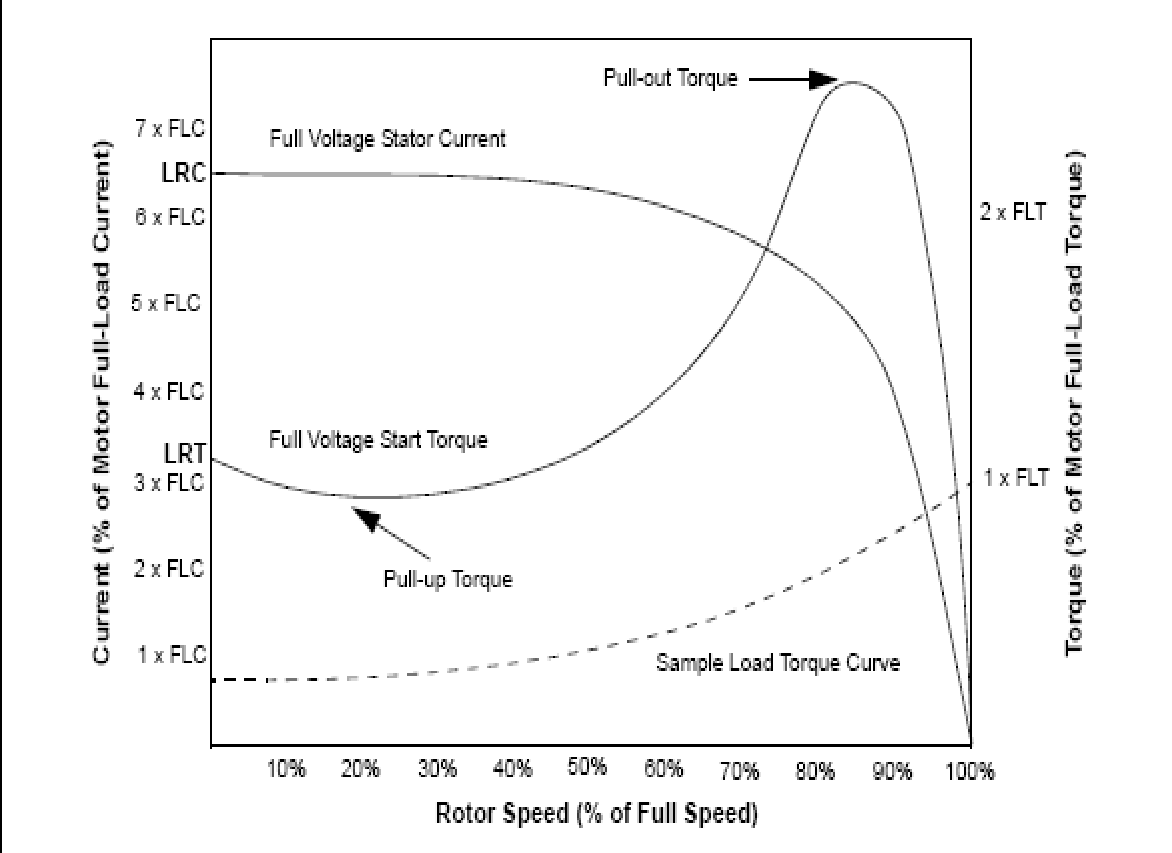 Pull-out Torque
7 x FLC
Full Voltage Stator Current
LRC
6 x FLC
2 x FLT
5 x FLC
4 x FLC
Full Voltage Start Torque
LRT
3 x FLC
1 x FLT
2 x FLC
Pull-up Torque
1 x FLC
Sample Load Torque Curve
Current (% of Motor Full-Load Current)
Torque (% of Motor Full-Load Torque)
10% 20% 30% 40% 50% 60% 70% 80% 90% 100%
Rotor Speed (% of Full Speed)